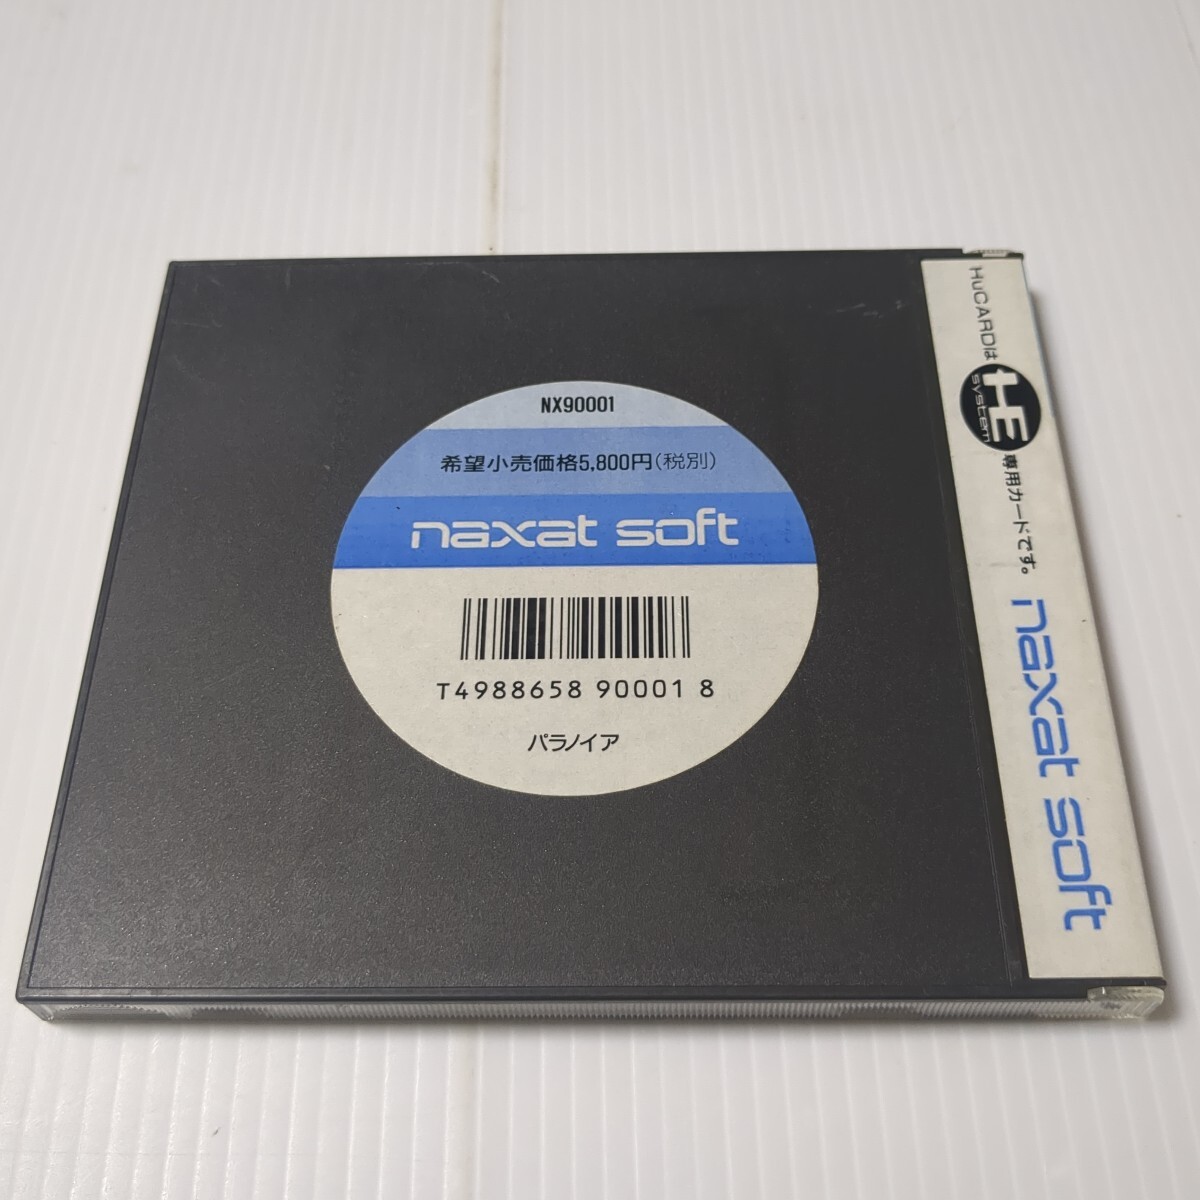 NX90001
希望小売価格5,800円(税別)
naxat soft
T4988658 90001 8
パラノイア
HuCARDは HE system 専用カードです。 naxat soft